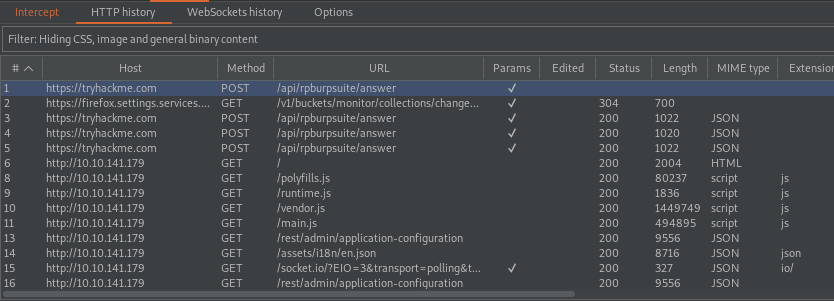 Intercept HTTP history WebSockets history Options
Filter: Hiding CSS, image and general binary content
# Host Method URL Params Edited Status Length MIME type Extension
1 https://tryhackme.com POST /api/rpburpsuite/answer ✓
2 https://firefox.settings.services.... GET /v1/buckets/monitor/collections/change... ✓ 304 700
3 https://tryhackme.com POST /api/rpburpsuite/answer ✓ 200 1022 JSON
4 https://tryhackme.com POST /api/rpburpsuite/answer ✓ 200 1020 JSON
5 https://tryhackme.com POST /api/rpburpsuite/answer ✓ 200 1022 JSON
6 http://10.10.141.179 GET / 200 2004 HTML
8 http://10.10.141.179 GET /polyfills.js 200 80237 script js
9 http://10.10.141.179 GET /runtime.js 200 1836 script js
10 http://10.10.141.179 GET /vendor.js 200 1449749 script js
11 http://10.10.141.179 GET /main.js 200 494895 script js
13 http://10.10.141.179 GET /rest/admin/application-configuration 200 9556 JSON
14 http://10.10.141.179 GET /assets/i18n/en.json 200 8716 JSON json
15 http://10.10.141.179 GET /socket.io/?EIO=3&transport=polling&t... ✓ 200 327 JSON io/
16 http://10.10.141.179 GET /rest/admin/application-configuration 200 9556 JSON